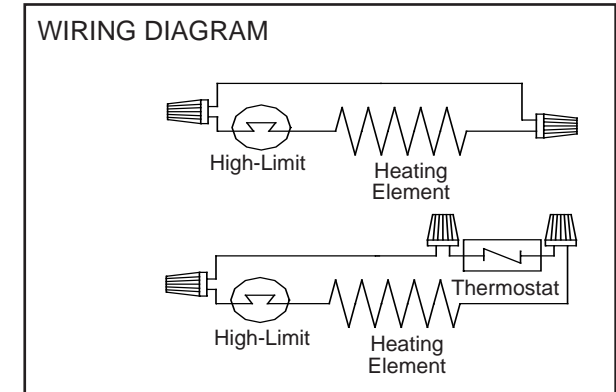 WIRING DIAGRAM
High-Limit
Heating
Element
Thermostat
High-Limit
Heating
Element